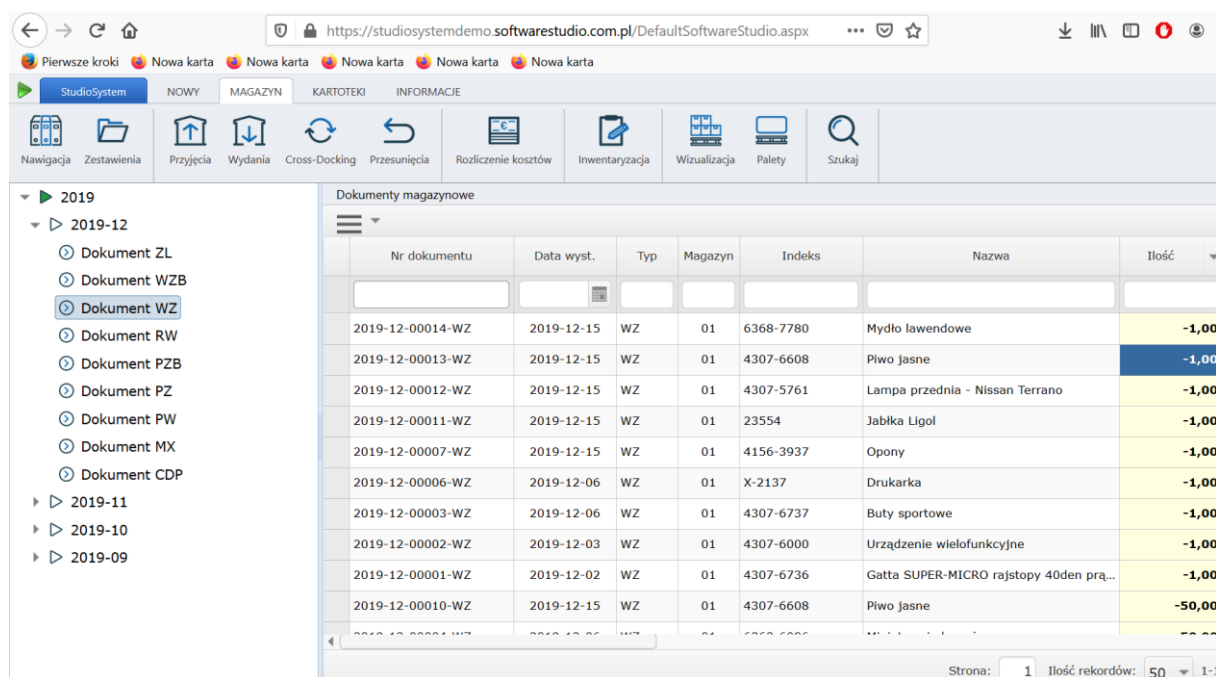 https://studiosystemdemo.softwarestudio.com.pl/DefaultSoftwareStudio.aspx
Pierwsze kroki Nowa karta Nowa karta Nowa karta Nowa karta Nowa karta
StudioSystem NOWY MAGAZYN KARTOTEKI INFORMACJE
Nawigacja Zestawienia Przyjęcia Wydania Cross-Docking Przesunięcia Rozliczenie kosztów Inwentaryzacja Wizualizacja Palety Szukaj
2019
2019-12
Dokument ZL
Dokument WZB
Dokument WZ
Dokument RW
Dokument PZB
Dokument PZ
Dokument PW
Dokument MX
Dokument CDP
2019-11
2019-10
2019-09
Dokumenty magazynowe
Nr dokumentu Data wyst. Typ Magazyn Indeks Nazwa Ilość
2019-12-00014-WZ 2019-12-15 WZ 01 6368-7780 Mydło lawendowe -1,00
2019-12-00013-WZ 2019-12-15 WZ 01 4307-6608 Piwo jasne -1,00
2019-12-00012-WZ 2019-12-15 WZ 01 4307-5761 Lampa przednia - Nissan Terrano -1,00
2019-12-00011-WZ 2019-12-15 WZ 01 23554 Jabłka Ligol -1,00
2019-12-00007-WZ 2019-12-15 WZ 01 4156-3937 Opony -1,00
2019-12-00006-WZ 2019-12-06 WZ 01 X-2137 Drukarka -1,00
2019-12-00003-WZ 2019-12-06 WZ 01 4307-6737 Buty sportowe -1,00
2019-12-00002-WZ 2019-12-03 WZ 01 4307-6000 Urządzenie wielofunkcyjne -1,00
2019-12-00001-WZ 2019-12-02 WZ 01 4307-6736 Gatta SUPER-MICRO rajstopy 40den prą... -1,00
2019-12-00010-WZ 2019-12-15 WZ 01 4307-6608 Piwo jasne -50,00
Strona: 1 Ilość rekordów: 50